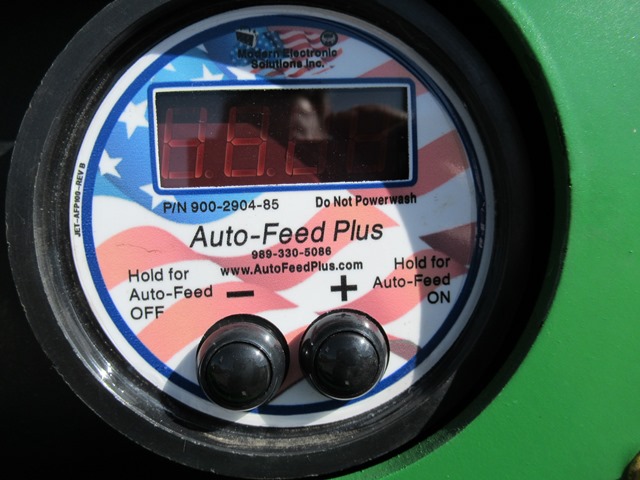 Modern Electronic
Solutions Inc.
P/N 900-2904-85
Do Not Powerwash
Auto-Feed Plus
989-330-5086
www.AutoFeedPlus.com
Hold for
Auto-Feed
OFF
-
+
Hold for
Auto-Feed
ON
JET-AFP100-REV B